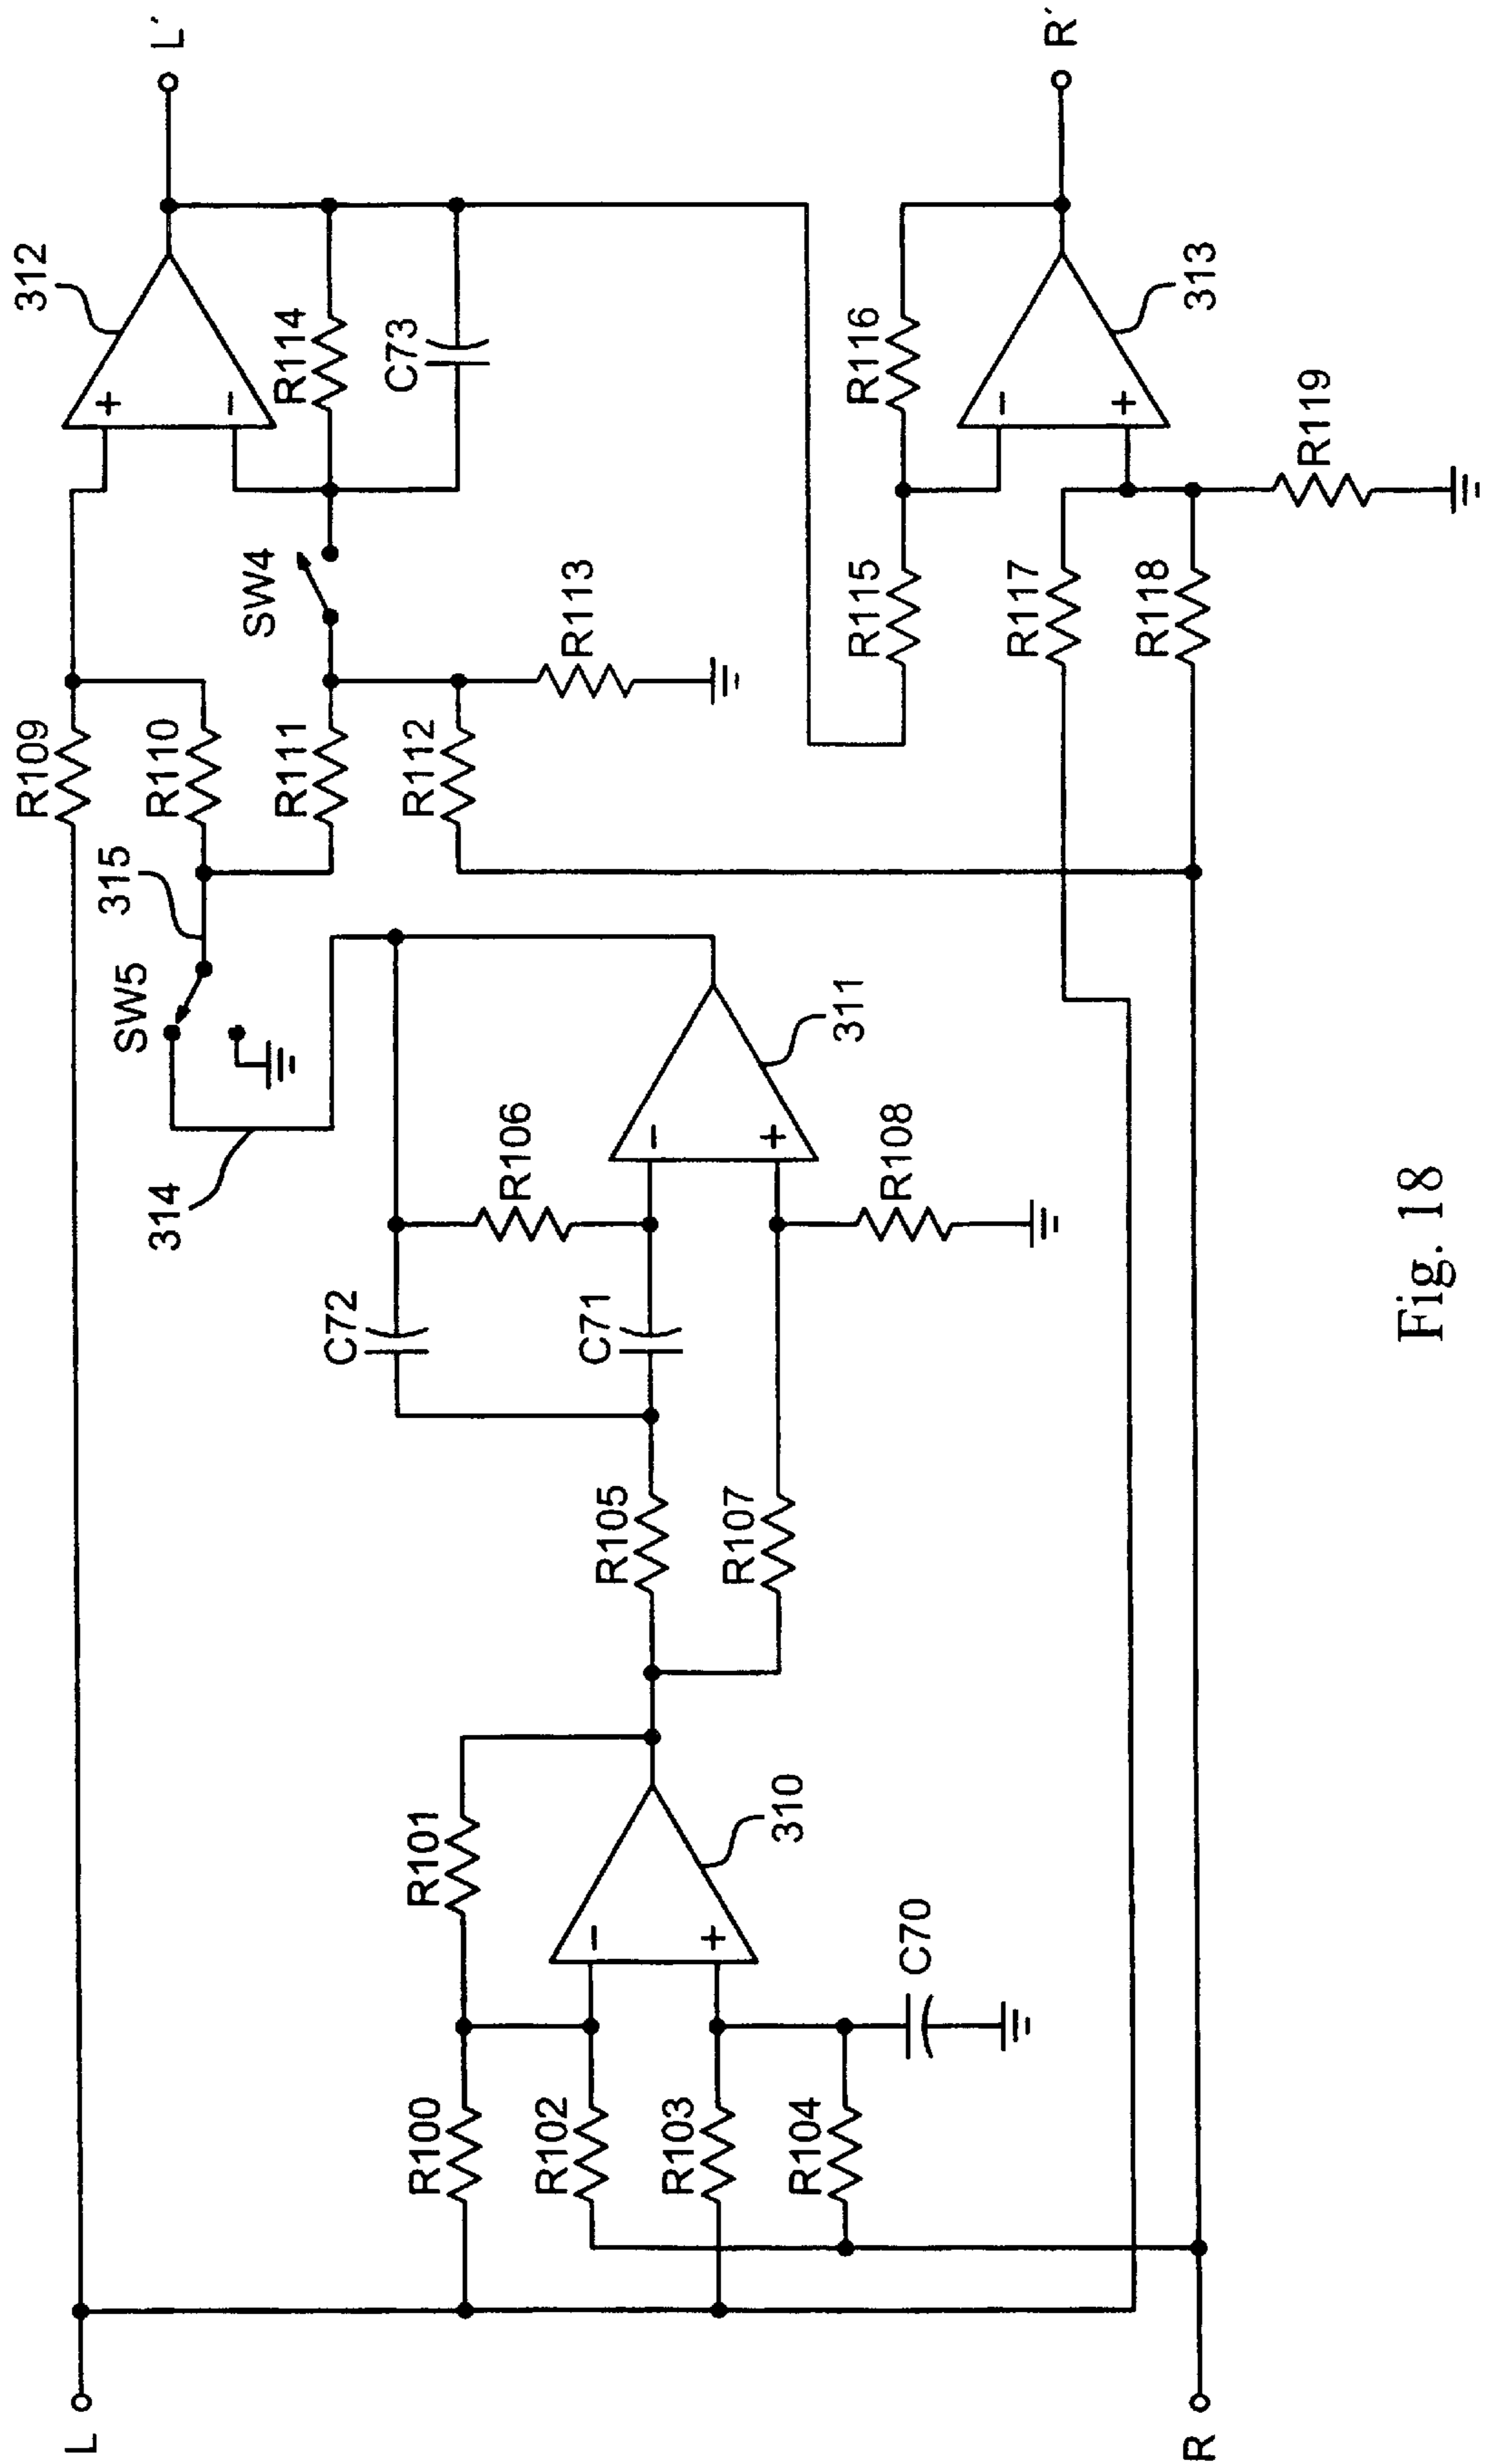 L
R
R100
R101
R102
R103
R104
C70
-
+
310
R105
R107
C72
C71
R106
R108
-
+
311
314
SW5
315
R109
R110
R111
R112
R113
SW4
312
+
-
R114
C73
L´
R115
R116
R117
R118
R119
-
+
313
R´
Fig. 18